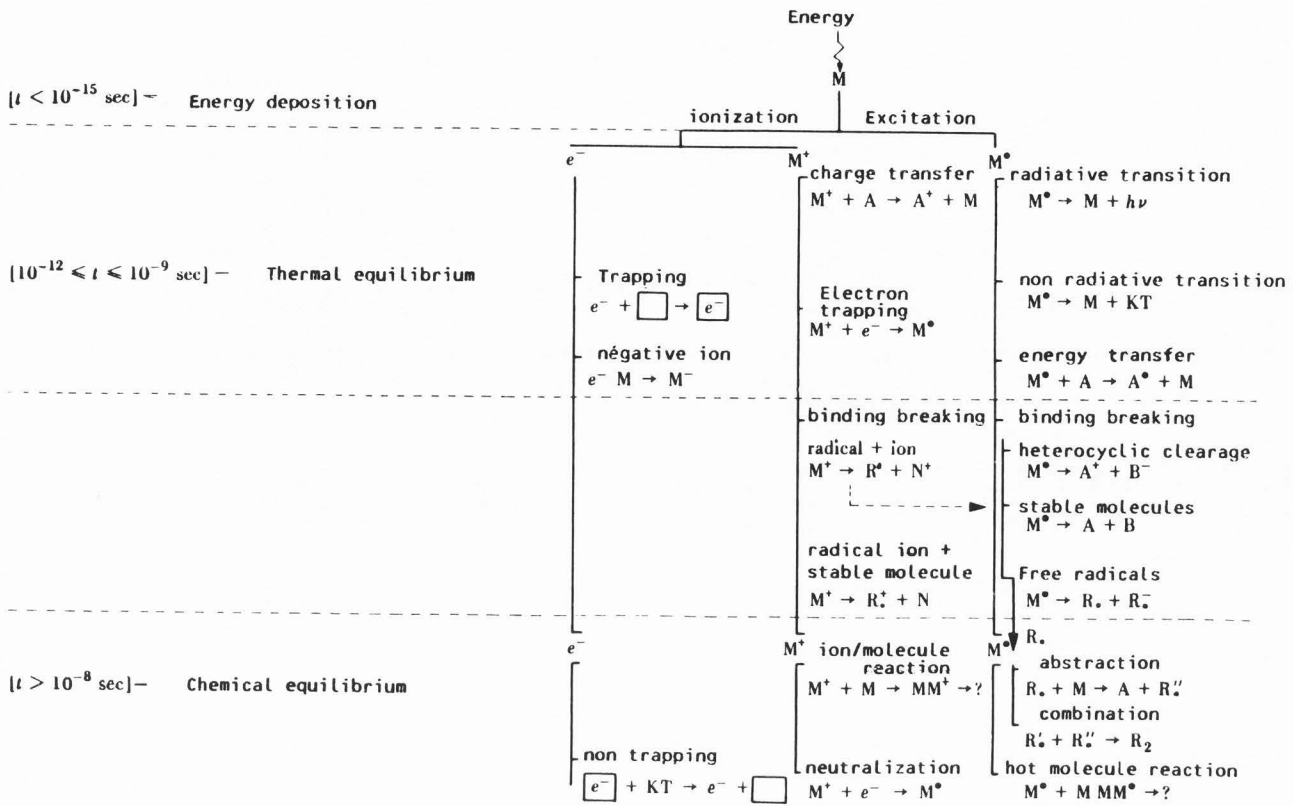 Energy
M
[t < 10⁻¹⁵ sec] – Energy deposition
ionization Excitation
e⁻ M⁺ M•
charge transfer
M⁺ + A → A⁺ + M
radiative transition
M• → M + hν
[10⁻¹² ⩽ t ⩽ 10⁻⁹ sec] – Thermal equilibrium
Trapping
e⁻ + □ → e⁻
négative ion
e⁻ M → M⁻
Electron
trapping
M⁺ + e⁻ → M•
non radiative transition
M• → M + KT
energy transfer
M• + A → A• + M
binding breaking
radical + ion
M⁺ → R• + N⁺
radical ion +
stable molecule
M⁺ → R.⁺ + N
binding breaking
heterocyclic clearage
M• → A⁺ + B⁻
stable molecules
M• → A + B
Free radicals
M• → R. + R.⁻
R.
[t > 10⁻⁸ sec] – Chemical equilibrium
e⁻ M⁺ M•
non trapping
e⁻ + KT → e⁻ + □
ion/molecule
reaction
M⁺ + M → MM⁺ → ?
neutralization
M⁺ + e⁻ → M•
abstraction
R. + M → A + R.″
combination
R.′ + R.″ → R₂
hot molecule reaction
M• + M MM• → ?